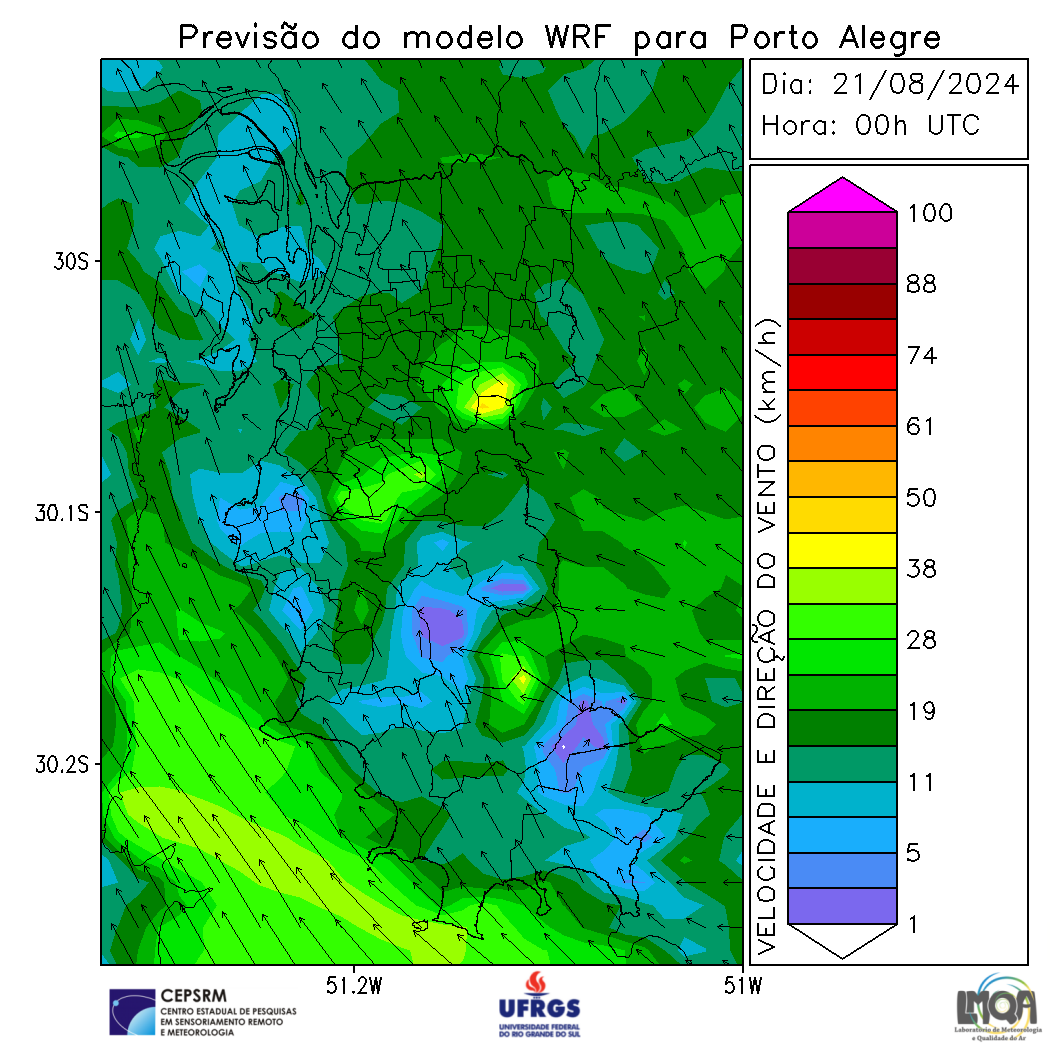 Previsão do modelo WRF para Porto Alegre
Dia: 21/08/2024
Hora: 00h UTC
30S
30.1S
30.2S
51.2W
51W
VELOCIDADE E DIREÇÃO DO VENTO (km/h)
100
88
74
61
50
38
28
19
11
5
1
CEPSRM
CENTRO ESTADUAL DE PESQUISAS
EM SENSORIAMENTO REMOTO
E METEOROLOGIA
UFRGS
UNIVERSIDADE FEDERAL
DO RIO GRANDE DO SUL
LMQA
Laboratório de Meteorologia
e Qualidade do Ar